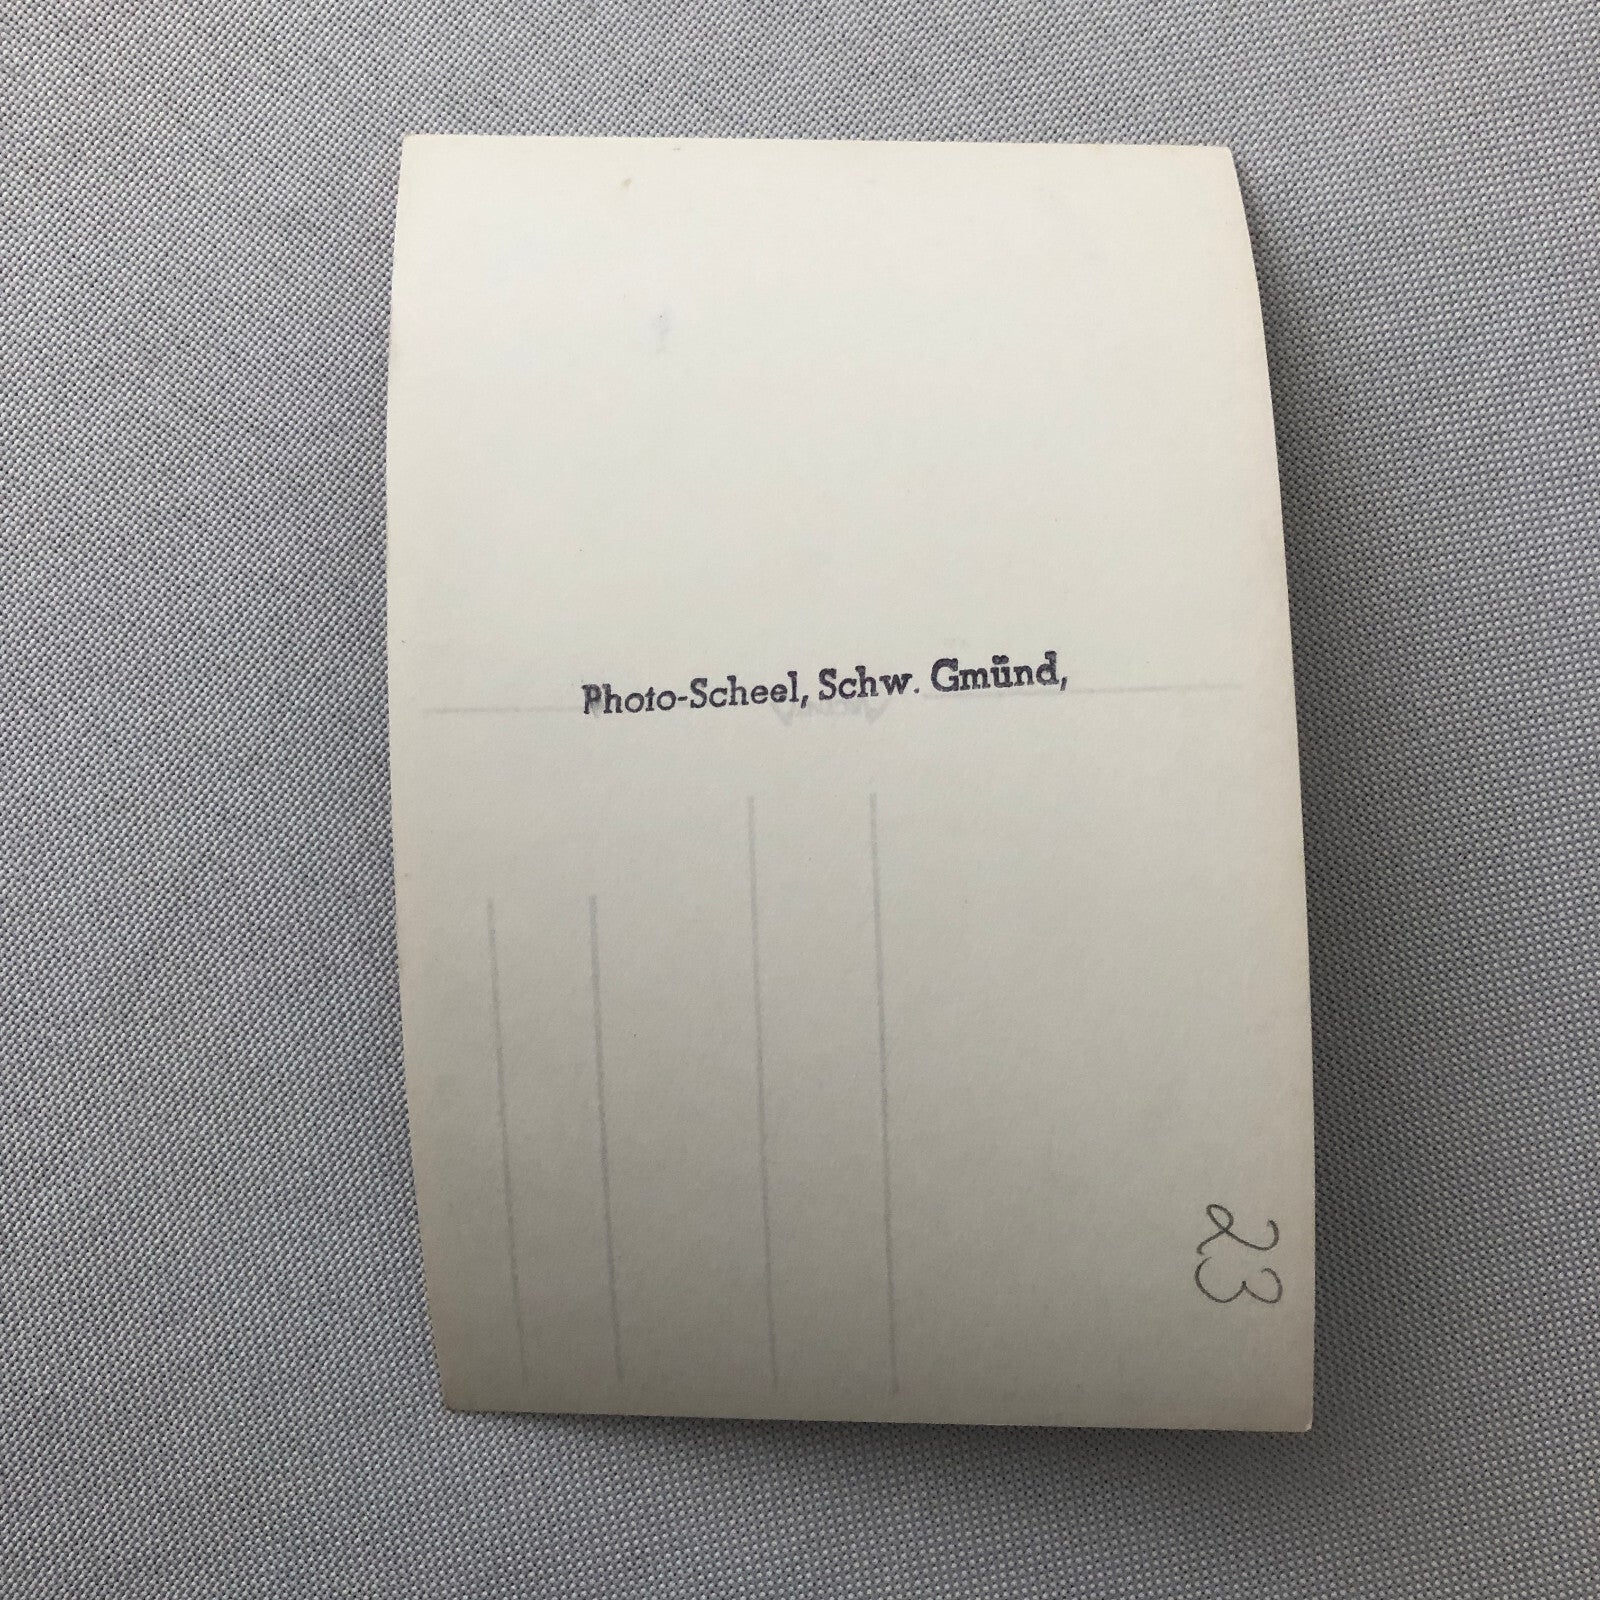 Photo-Scheel, Schw. Gmünd,
23